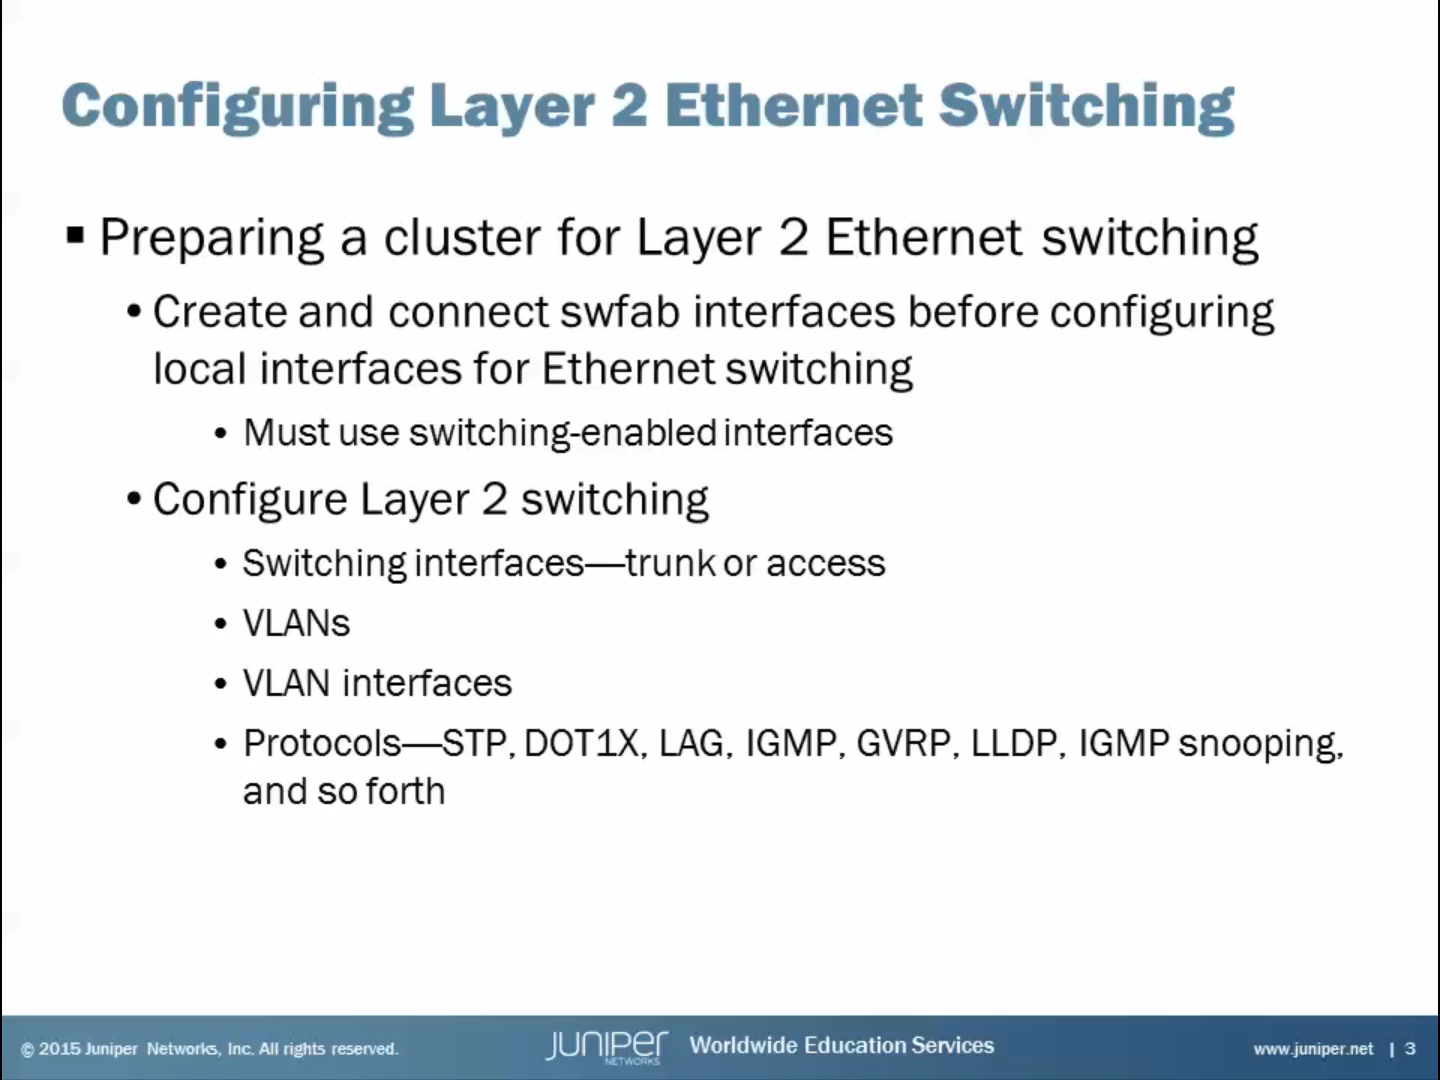 Configuring Layer 2 Ethernet Switching
▪ Preparing a cluster for Layer 2 Ethernet switching
• Create and connect swfab interfaces before configuring
local interfaces for Ethernet switching
• Must use switching-enabled interfaces
• Configure Layer 2 switching
• Switching interfaces—trunk or access
• VLANs
• VLAN interfaces
• Protocols—STP, DOT1X, LAG, IGMP, GVRP, LLDP, IGMP snooping,
and so forth
© 2015 Juniper Networks, Inc. All rights reserved.
JUNIPER
NETWORKS
Worldwide Education Services
www.juniper.net | 3